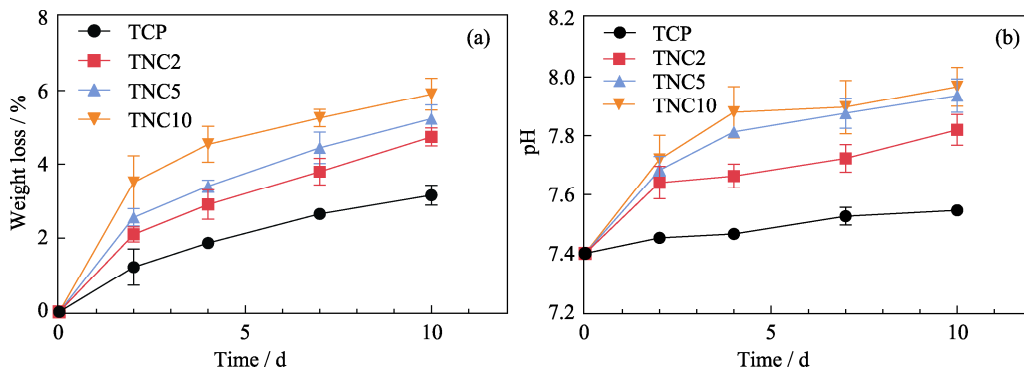 8
6
4
2
0
0
5
10
Weight loss / %
Time / d
TCP
TNC2
TNC5
TNC10
(a)
8.2
8.0
7.8
7.6
7.4
7.2
0
5
10
pH
Time / d
TCP
TNC2
TNC5
TNC10
(b)